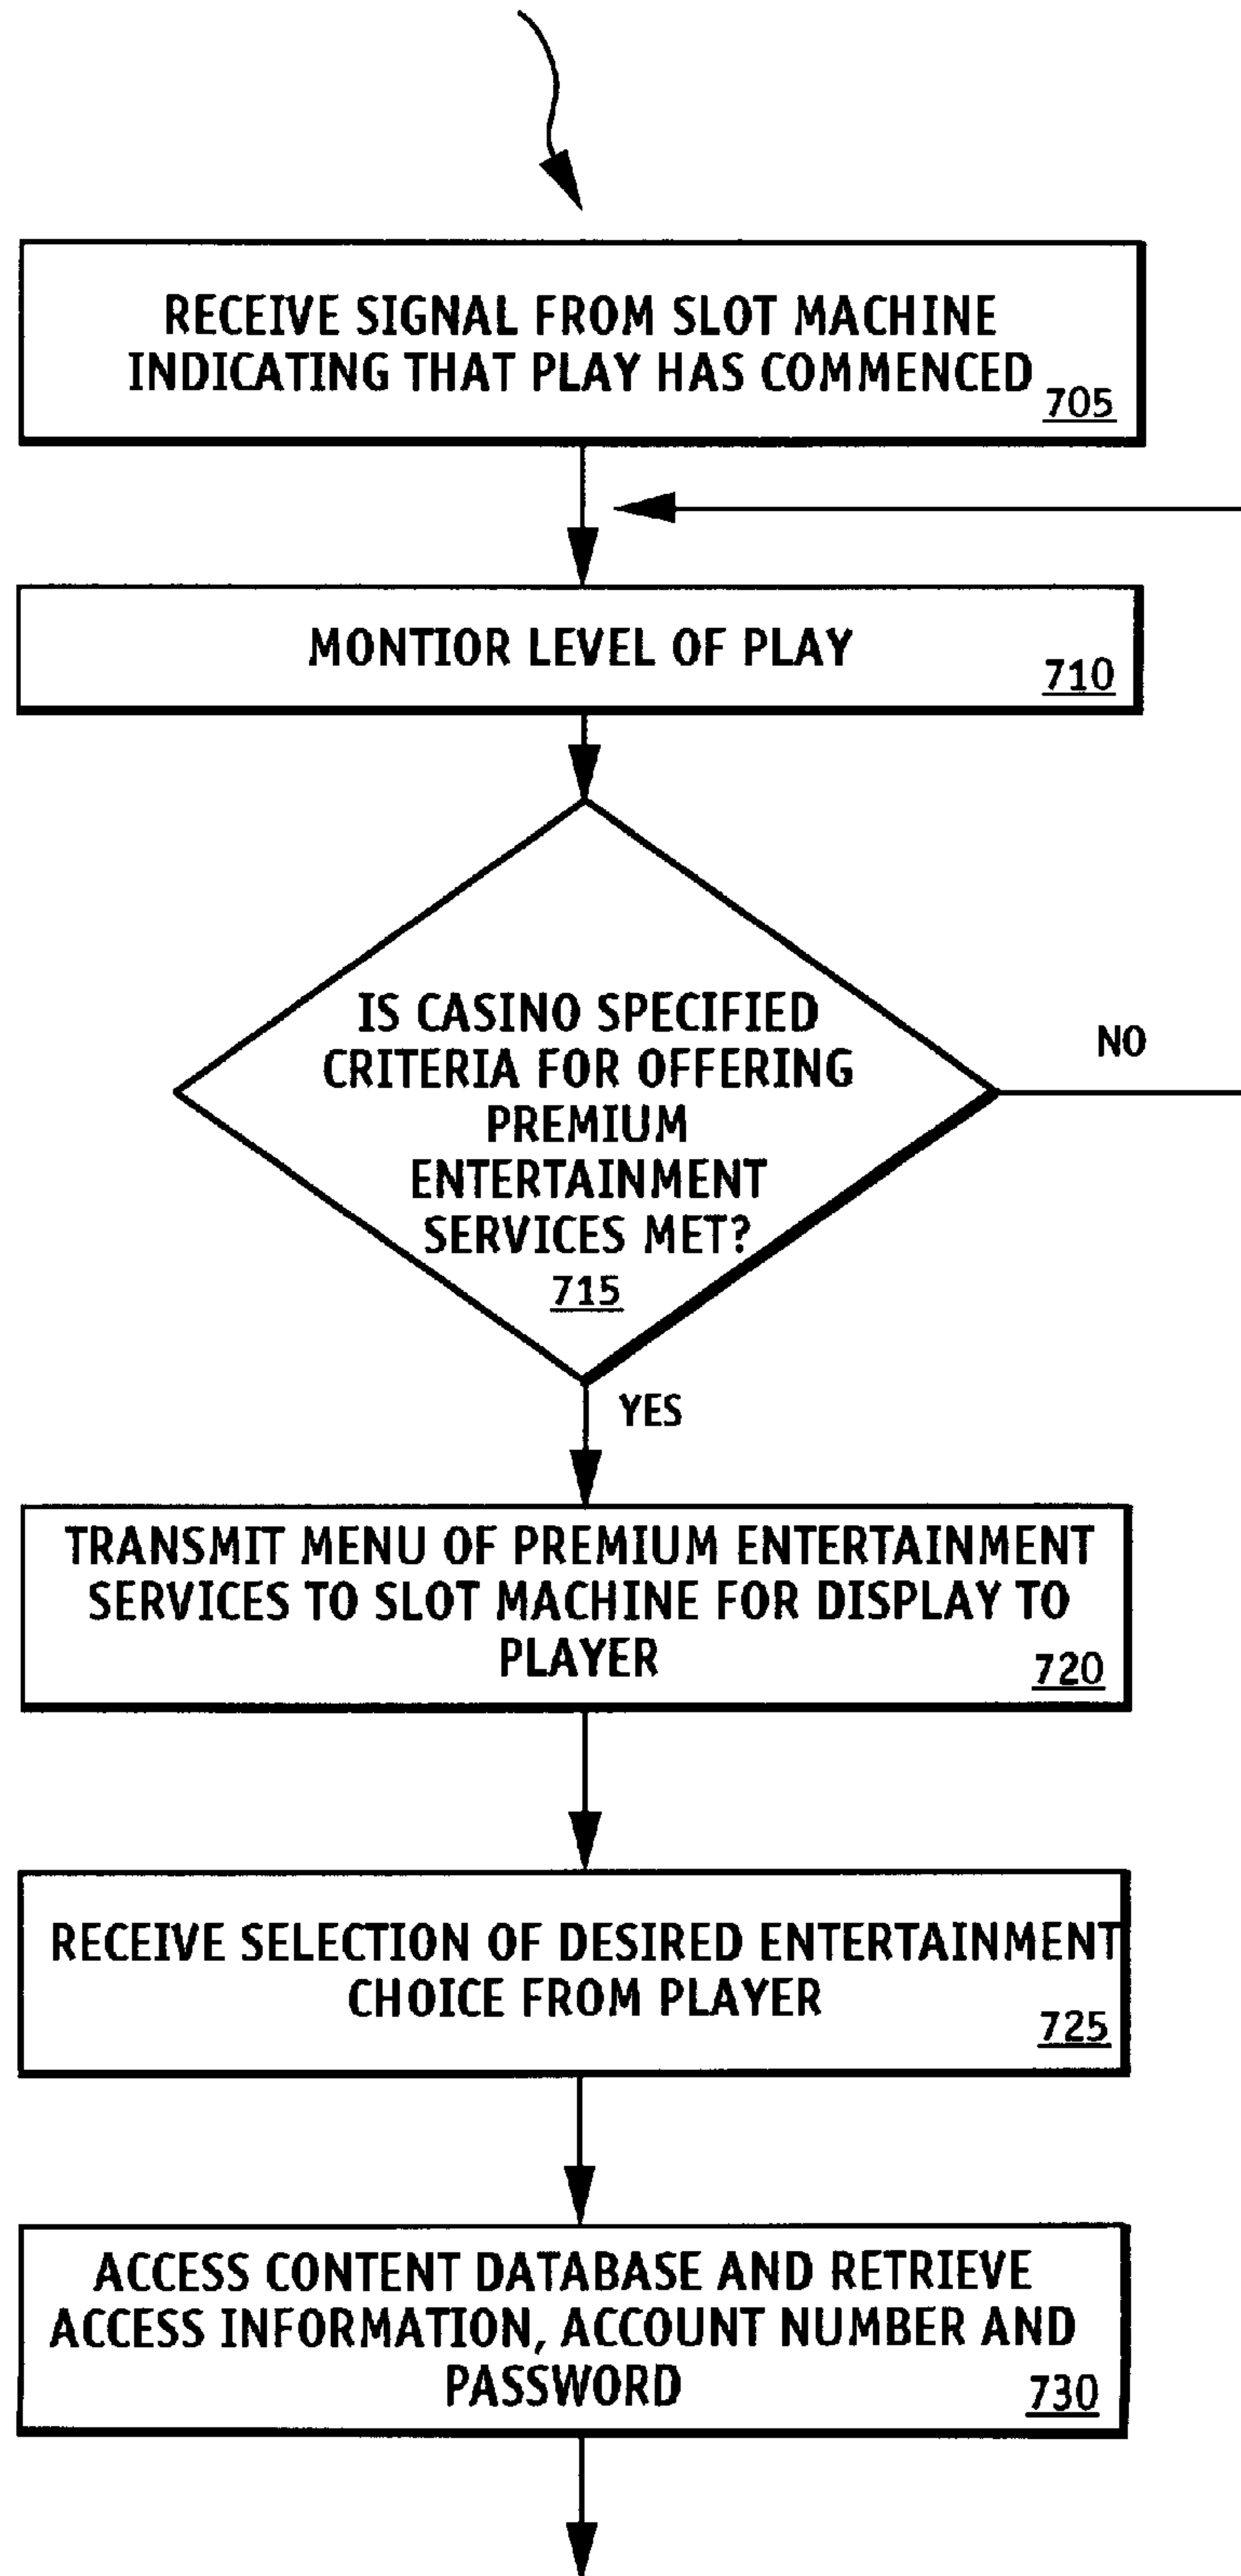 RECEIVE SIGNAL FROM SLOT MACHINE
INDICATING THAT PLAY HAS COMMENCED
705
MONTIOR LEVEL OF PLAY
710
IS CASINO SPECIFIED
CRITERIA FOR OFFERING
PREMIUM
ENTERTAINMENT
SERVICES MET?
715
NO
YES
TRANSMIT MENU OF PREMIUM ENTERTAINMENT
SERVICES TO SLOT MACHINE FOR DISPLAY TO
PLAYER
720
RECEIVE SELECTION OF DESIRED ENTERTAINMENT
CHOICE FROM PLAYER
725
ACCESS CONTENT DATABASE AND RETRIEVE
ACCESS INFORMATION, ACCOUNT NUMBER AND
PASSWORD
730